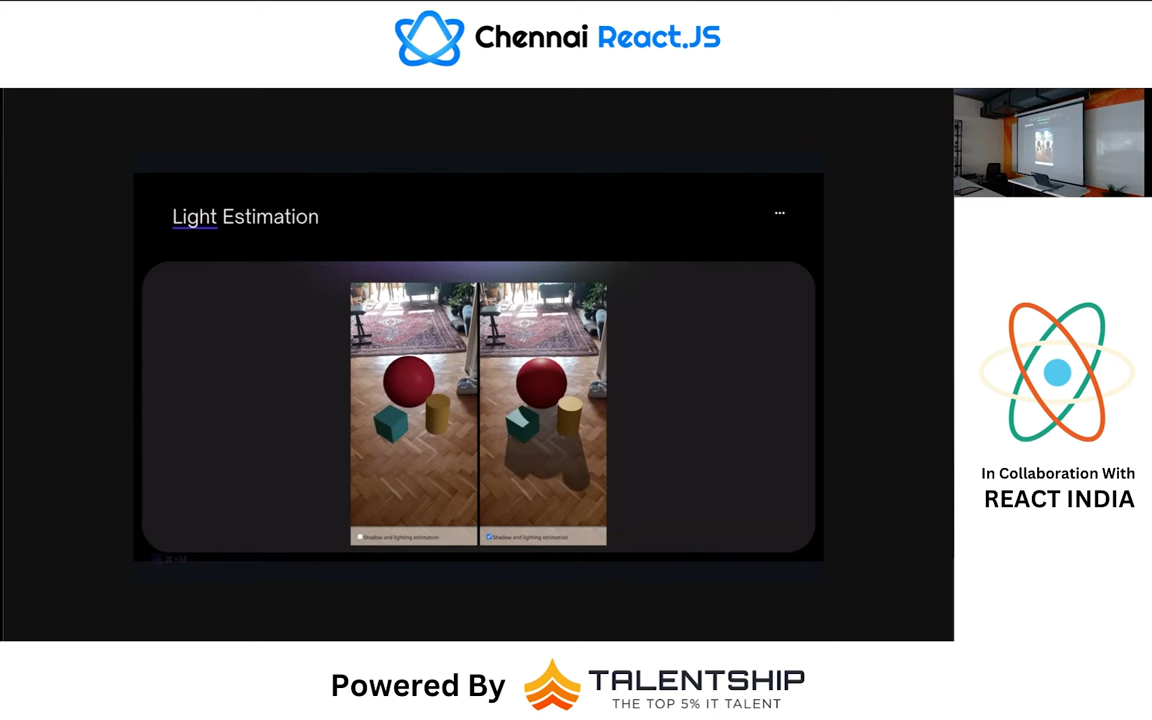 Chennai React.JS
Light Estimation
Shadow and lighting estimation
Shadow and lighting estimation
In Collaboration With
REACT INDIA
Powered By
TALENTSHIP
THE TOP 5% IT TALENT